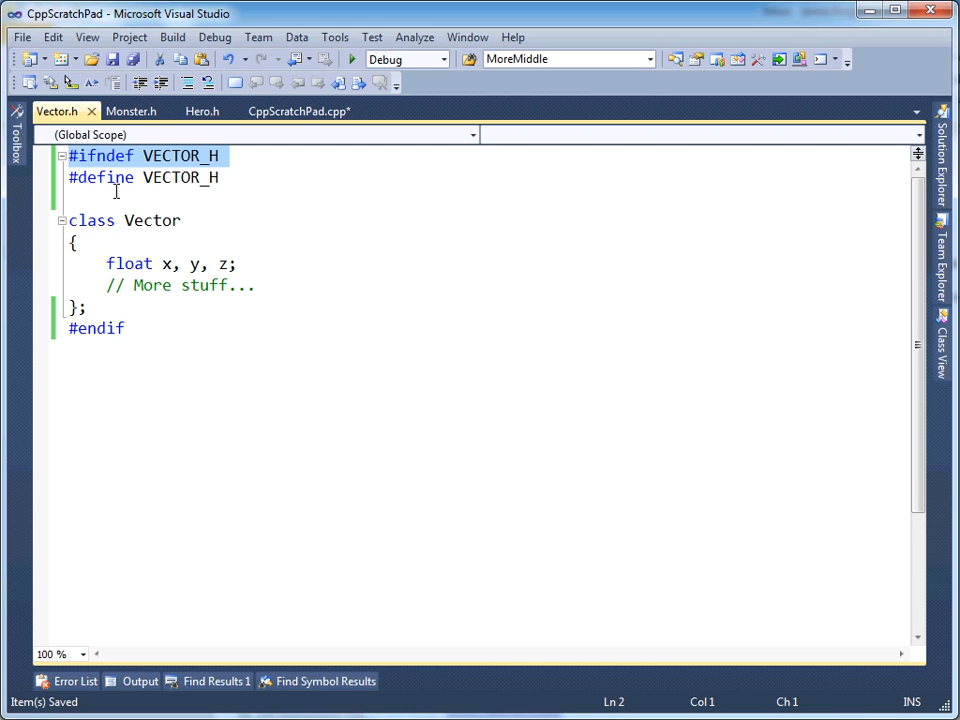 CppScratchPad - Microsoft Visual Studio
File Edit View Project Build Debug Team Data Tools Test Analyze Window Help
Debug MoreMiddle
Vector.h Monster.h Hero.h CppScratchPad.cpp*
(Global Scope)
#ifndef VECTOR_H
#define VECTOR_H
class Vector
{
float x, y, z;
// More stuff...
};
#endif
Toolbox
Solution Explorer
Team Explorer
Class View
100 %
Error List Output Find Results 1 Find Symbol Results
Item(s) Saved Ln 2 Col 1 Ch 1 INS